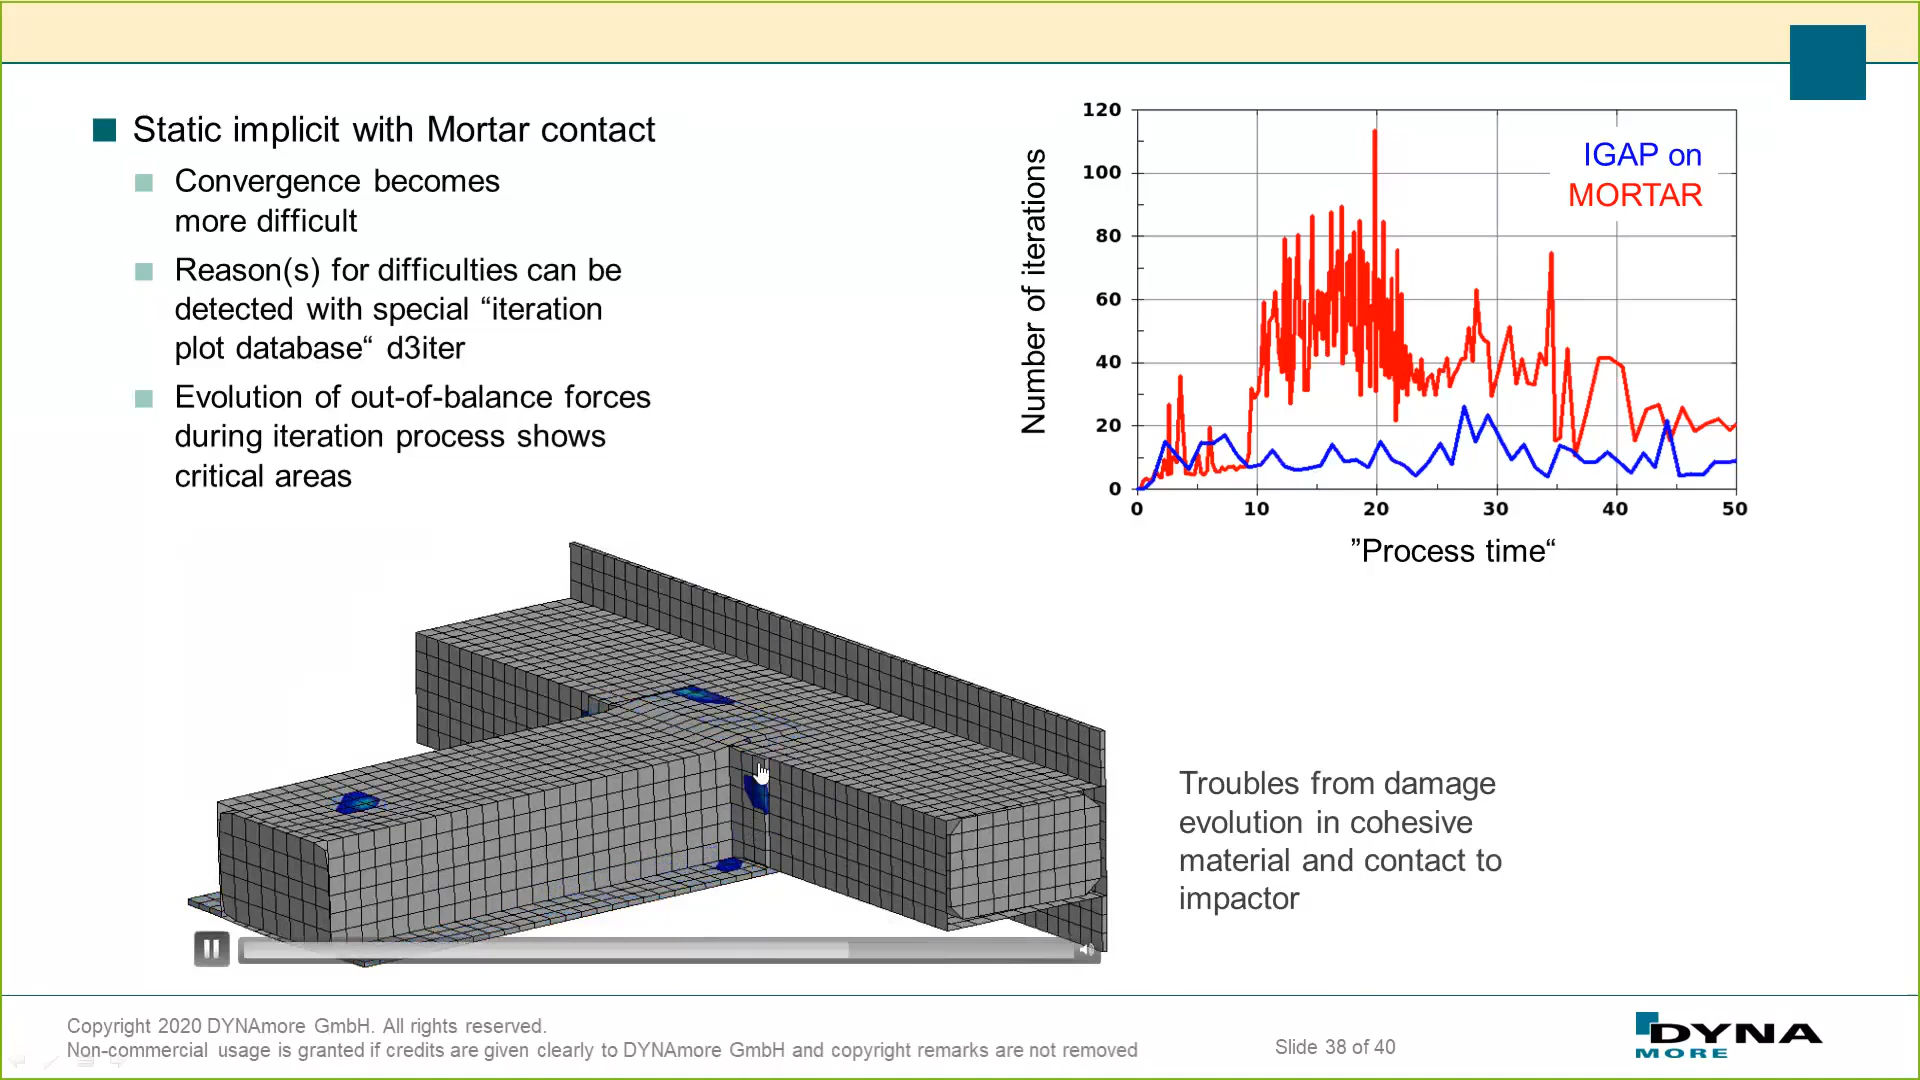 Static implicit with Mortar contact
Convergence becomes
more difficult
Reason(s) for difficulties can be
detected with special “iteration
plot database“ d3iter
Evolution of out-of-balance forces
during iteration process shows
critical areas
120
100
80
60
40
20
0
0 10 20 30 40 50
Number of iterations
IGAP on
MORTAR
”Process time“
Troubles from damage
evolution in cohesive
material and contact to
impactor
Copyright 2020 DYNAmore GmbH. All rights reserved.
Non-commercial usage is granted if credits are given clearly to DYNAmore GmbH and copyright remarks are not removed
Slide 38 of 40
DYNA
MORE